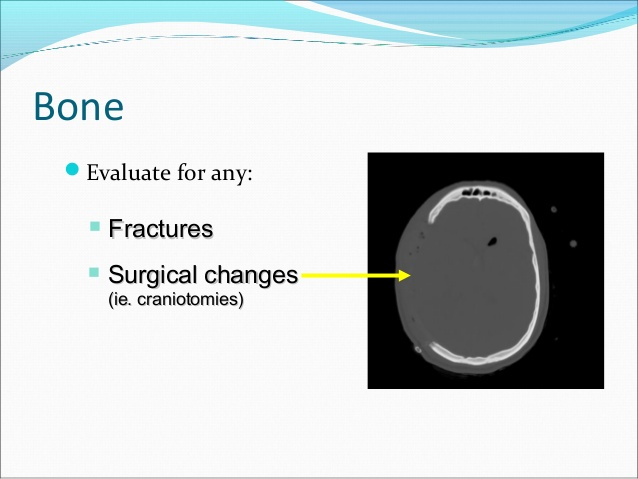 Bone
Evaluate for any:
Fractures
Surgical changes
(ie. craniotomies)